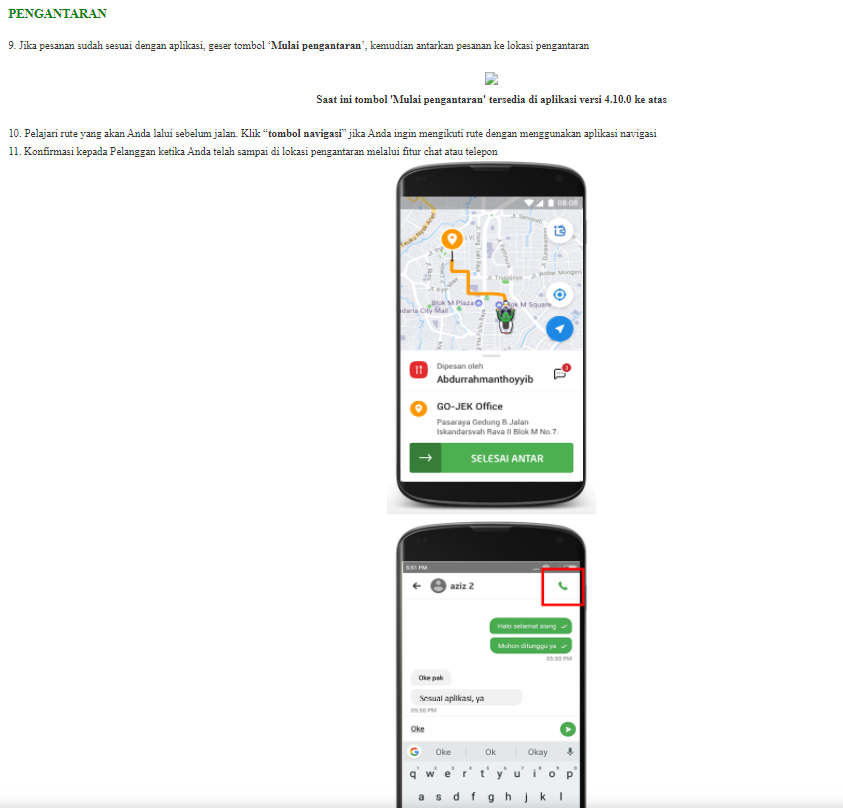 PENGANTARAN
9. Jika pesanan sudah sesuai dengan aplikasi, geser tombol ‘Mulai pengantaran’, kemudian antarkan pesanan ke lokasi pengantaran
Saat ini tombol 'Mulai pengantaran' tersedia di aplikasi versi 4.10.0 ke atas
10. Pelajari rute yang akan Anda lalui sebelum jalan. Klik “tombol navigasi” jika Anda ingin mengikuti rute dengan menggunakan aplikasi navigasi
11. Konfirmasi kepada Pelanggan ketika Anda telah sampai di lokasi pengantaran melalui fitur chat atau telepon
Blok M Plaza
Blok M Square
daria City Mall
Dipesan oleh
Abdurrahmanthoyyib
GO-JEK Office
Pasaraya Gedung B Jalan
Iskandarsyah Raya II Blok M No.7.
SELESAI ANTAR
5:51 PM
aziz 2
Halo selamat siang
Mohon ditunggu ya
05:50 PM
Oke pak
Sesuai aplikasi, ya
05:50 PM
Oke
Oke Ok Okay
q w e r t y u i o p
a s d f g h j k l